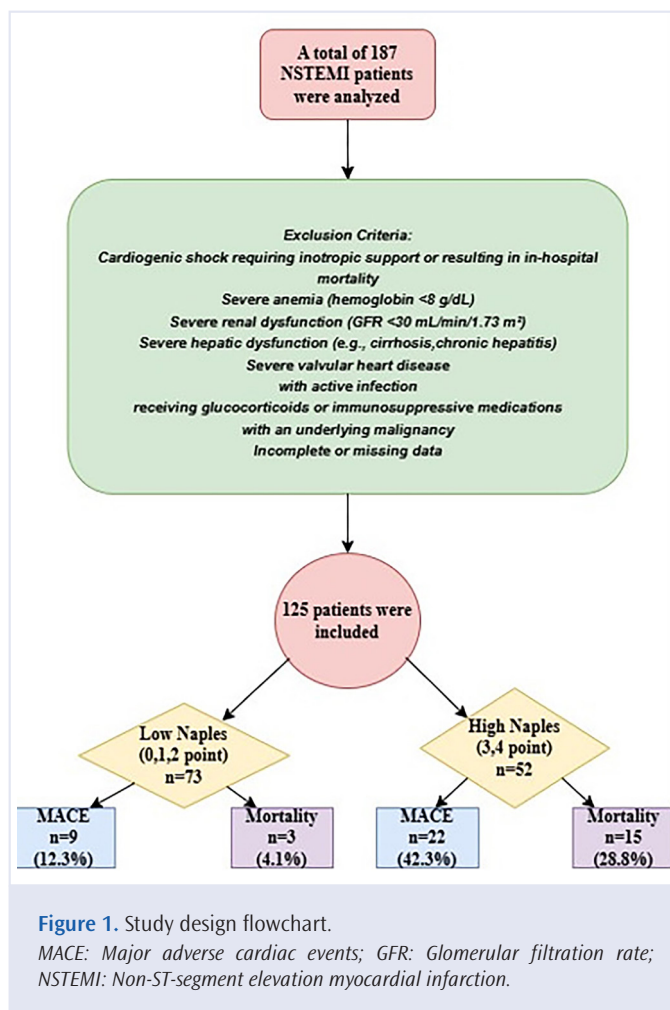 A total of 187
NSTEMI patients
were analyzed
Exclusion Criteria:
Cardiogenic shock requiring inotropic support or resulting in in-hospital
mortality
Severe anemia (hemoglobin <8 g/dL)
Severe renal dysfunction (GFR <30 mL/min/1.73 m²)
Severe hepatic dysfunction (e.g., cirrhosis,chronic hepatitis)
Severe valvular heart disease
with active infection
receiving glucocorticoids or immunosuppressive medications
with an underlying malignancy
Incomplete or missing data
125 patients were
included
Low Naples
(0,1,2 point)
n=73
High Naples
(3,4 point)
n=52
MACE
n=9
(12.3%)
Mortality
n=3
(4.1%)
MACE
n=22
(42.3%)
Mortality
n=15
(28.8%)
Figure 1. Study design flowchart.
MACE: Major adverse cardiac events; GFR: Glomerular filtration rate;
NSTEMI: Non-ST-segment elevation myocardial infarction.